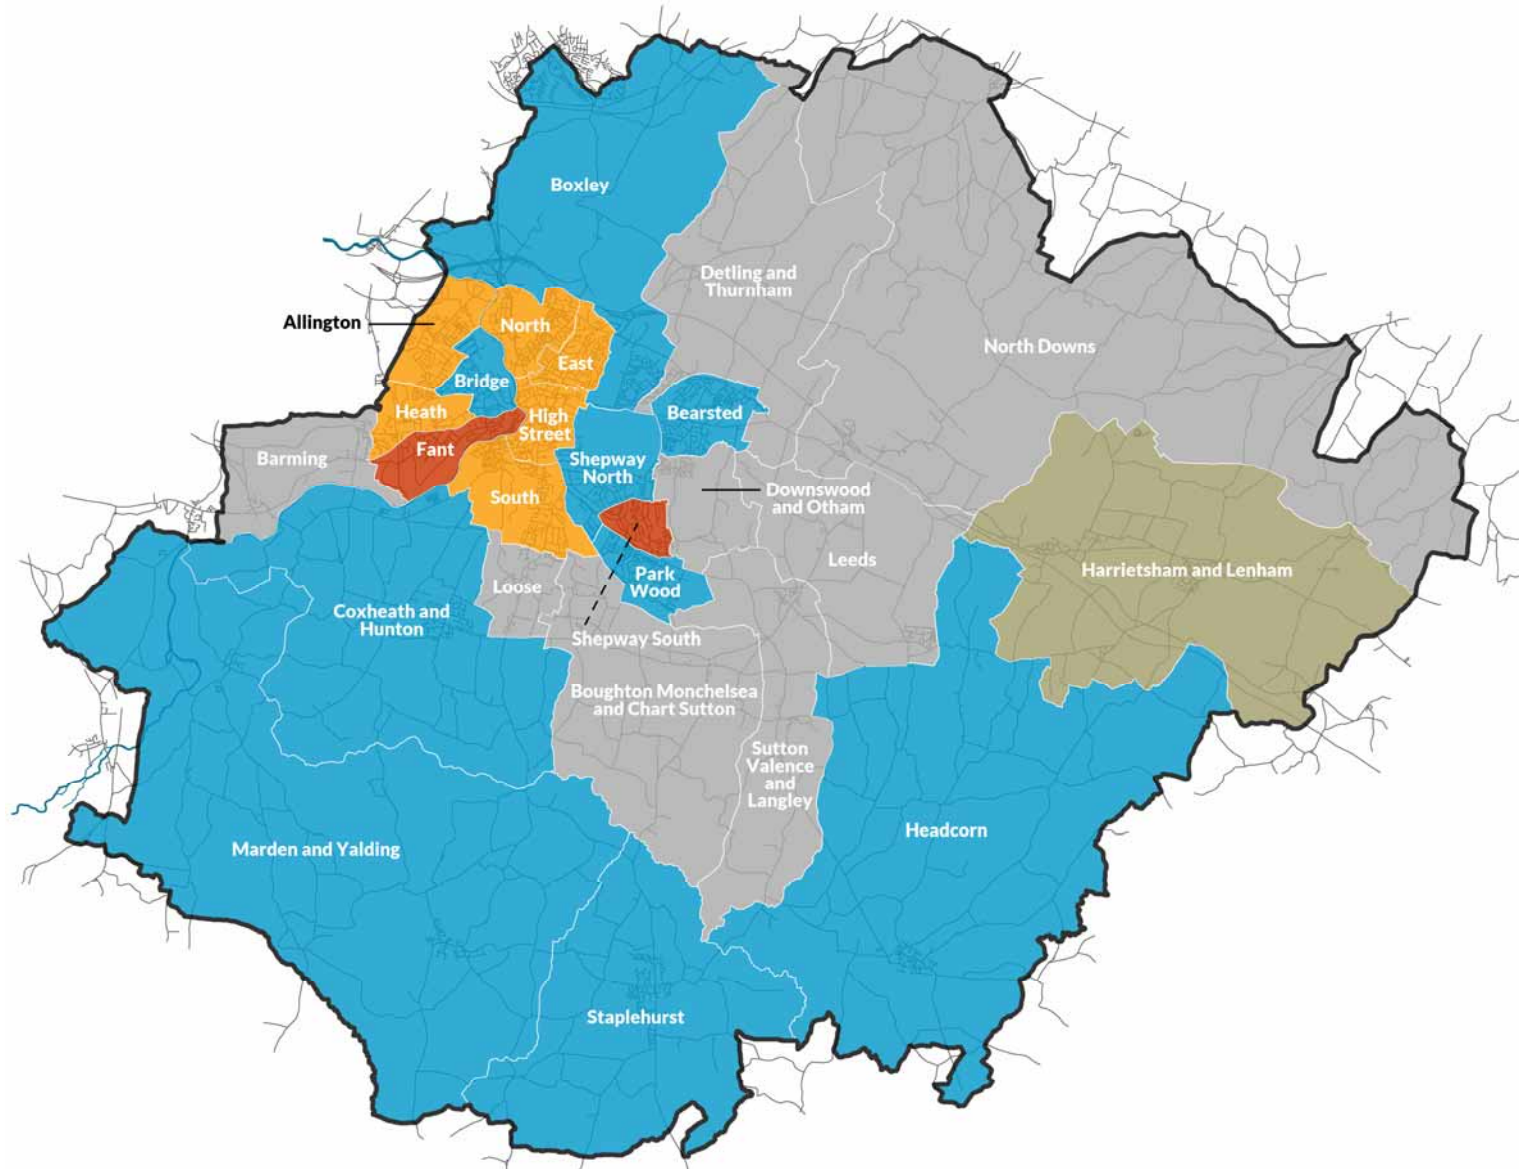 Boxley
Detling and
Thurnham
Allington
North
North Downs
East
Bridge
Heath
High
Street
Bearsted
Fant
Barming
Shepway
North
South
Downswood
and Otham
Leeds
Harrietsham and Lenham
Loose
Park
Wood
Coxheath and
Hunton
Shepway South
Boughton Monchelsea
and Chart Sutton
Sutton
Valence
and
Langley
Headcorn
Marden and Yalding
Staplehurst